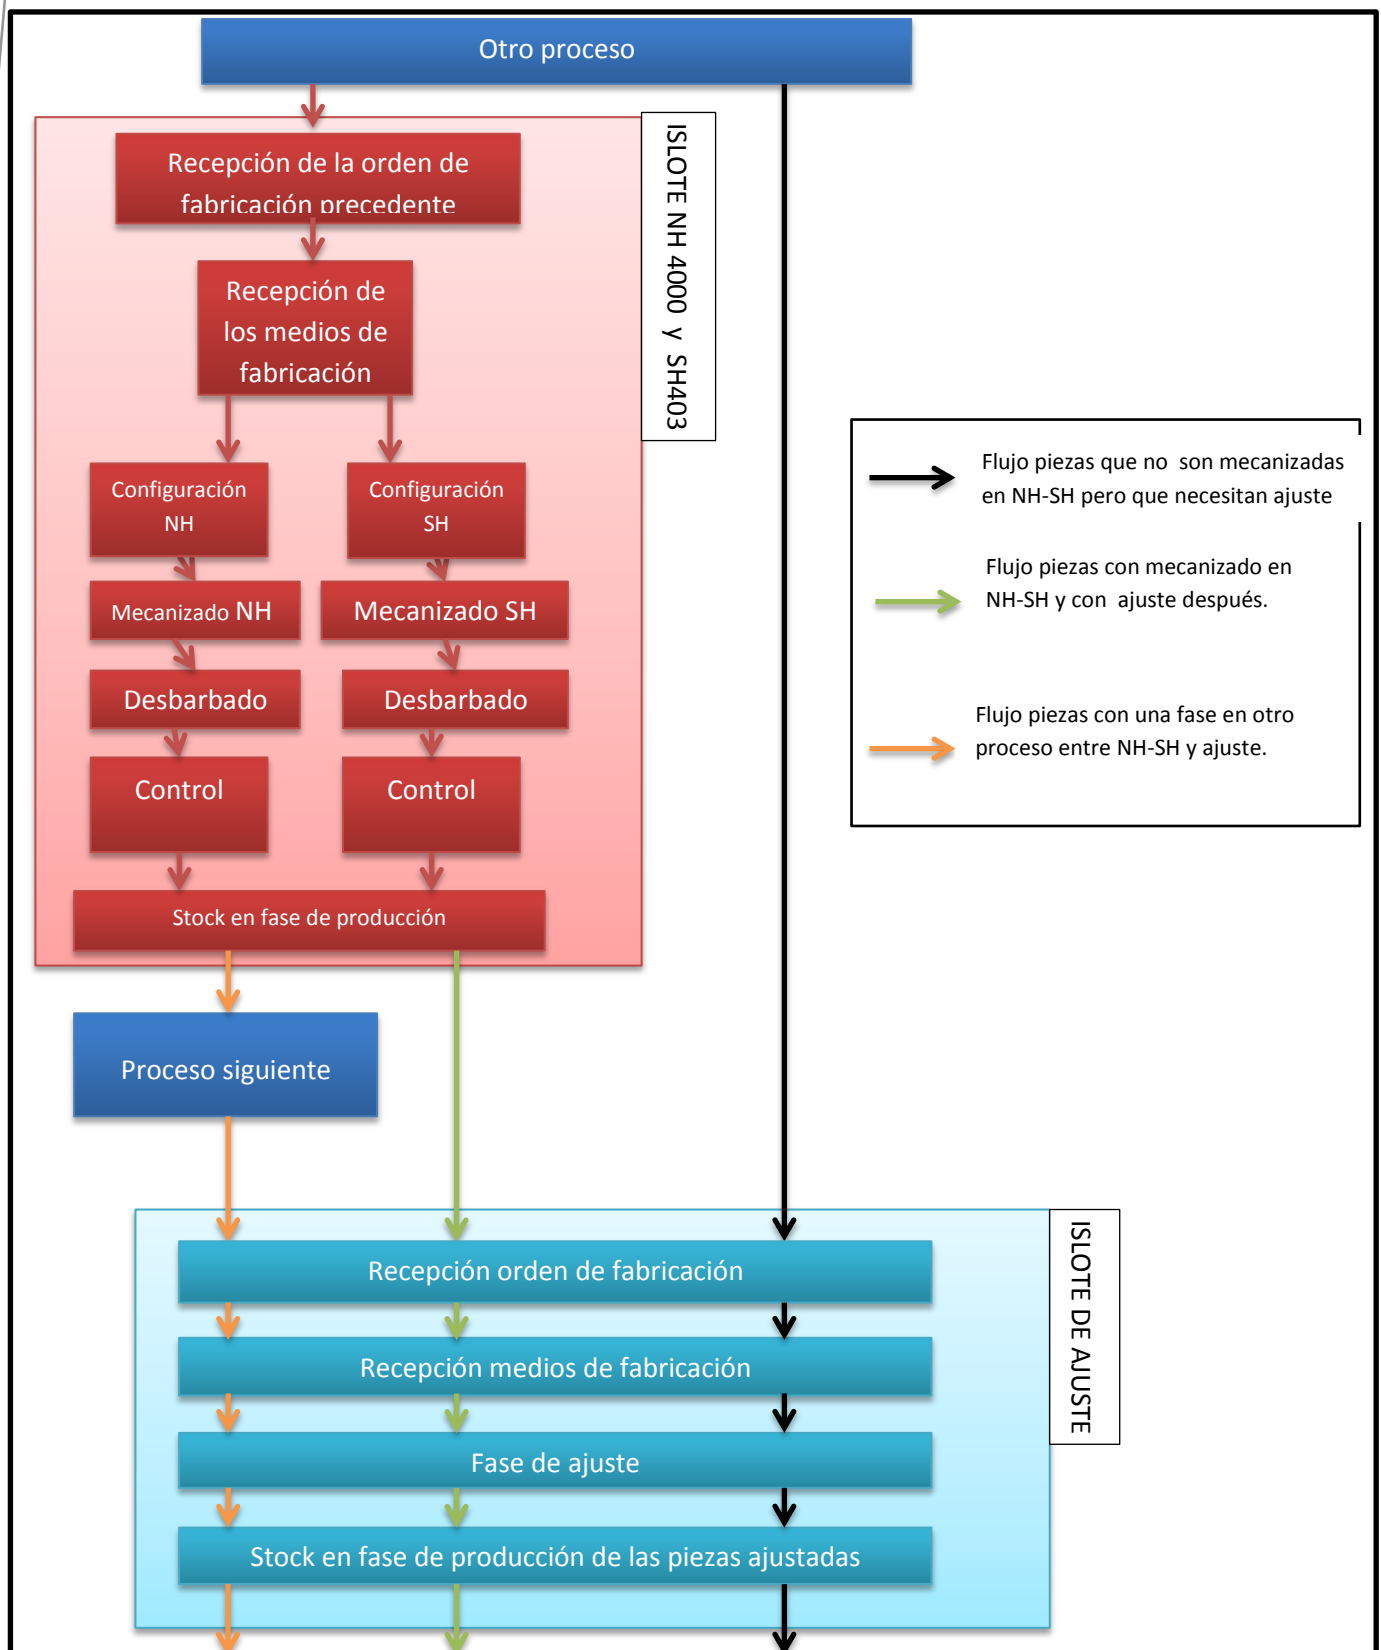 Otro proceso
ISLOTE NH 4000 y SH403
Recepción de la orden de
fabricación precedente
Recepción de
los medios de
fabricación
Configuración
NH
Configuración
SH
Mecanizado NH
Mecanizado SH
Desbarbado
Desbarbado
Control
Control
Stock en fase de producción
Flujo piezas que no son mecanizadas
en NH-SH pero que necesitan ajuste
Flujo piezas con mecanizado en
NH-SH y con ajuste después.
Flujo piezas con una fase en otro
proceso entre NH-SH y ajuste.
Proceso siguiente
ISLOTE DE AJUSTE
Recepción orden de fabricación
Recepción medios de fabricación
Fase de ajuste
Stock en fase de producción de las piezas ajustadas